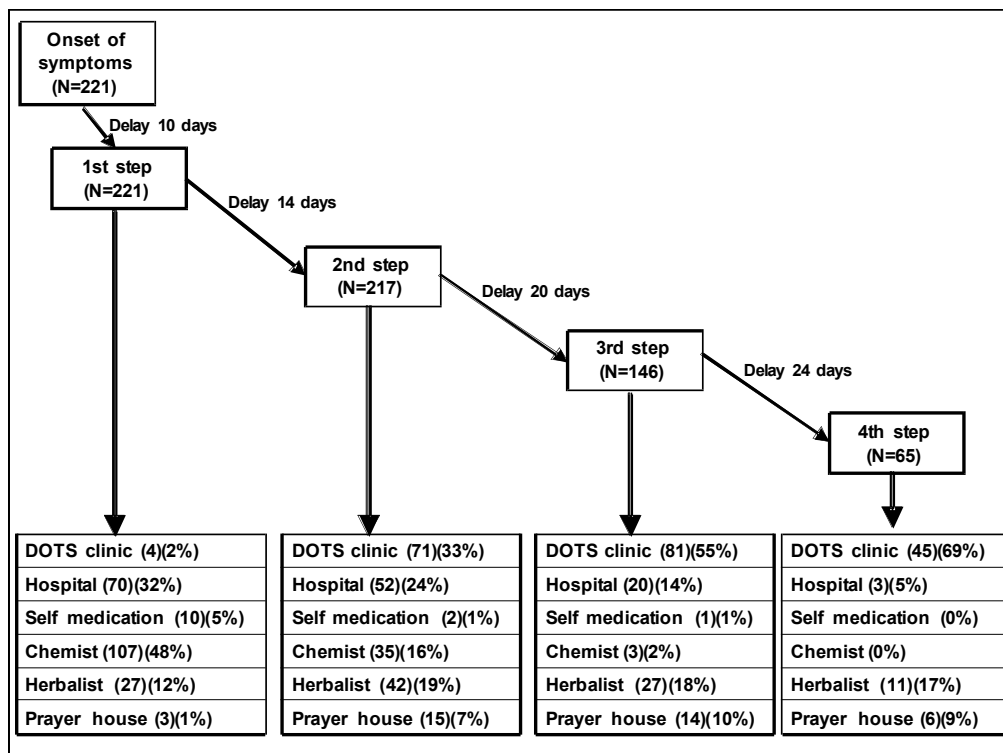 Onset of
symptoms
(N=221)
Delay 10 days
1st step
(N=221)
Delay 14 days
2nd step
(N=217)
Delay 20 days
3rd step
(N=146)
Delay 24 days
4th step
(N=65)
DOTS clinic (4)(2%)
Hospital (70)(32%)
Self medication (10)(5%)
Chemist (107)(48%)
Herbalist (27)(12%)
Prayer house (3)(1%)
DOTS clinic (71)(33%)
Hospital (52)(24%)
Self medication (2)(1%)
Chemist (35)(16%)
Herbalist (42)(19%)
Prayer house (15)(7%)
DOTS clinic (81)(55%)
Hospital (20)(14%)
Self medication (1)(1%)
Chemist (3)(2%)
Herbalist (27)(18%)
Prayer house (14)(10%)
DOTS clinic (45)(69%)
Hospital (3)(5%)
Self medication (0%)
Chemist (0%)
Herbalist (11)(17%)
Prayer house (6)(9%)